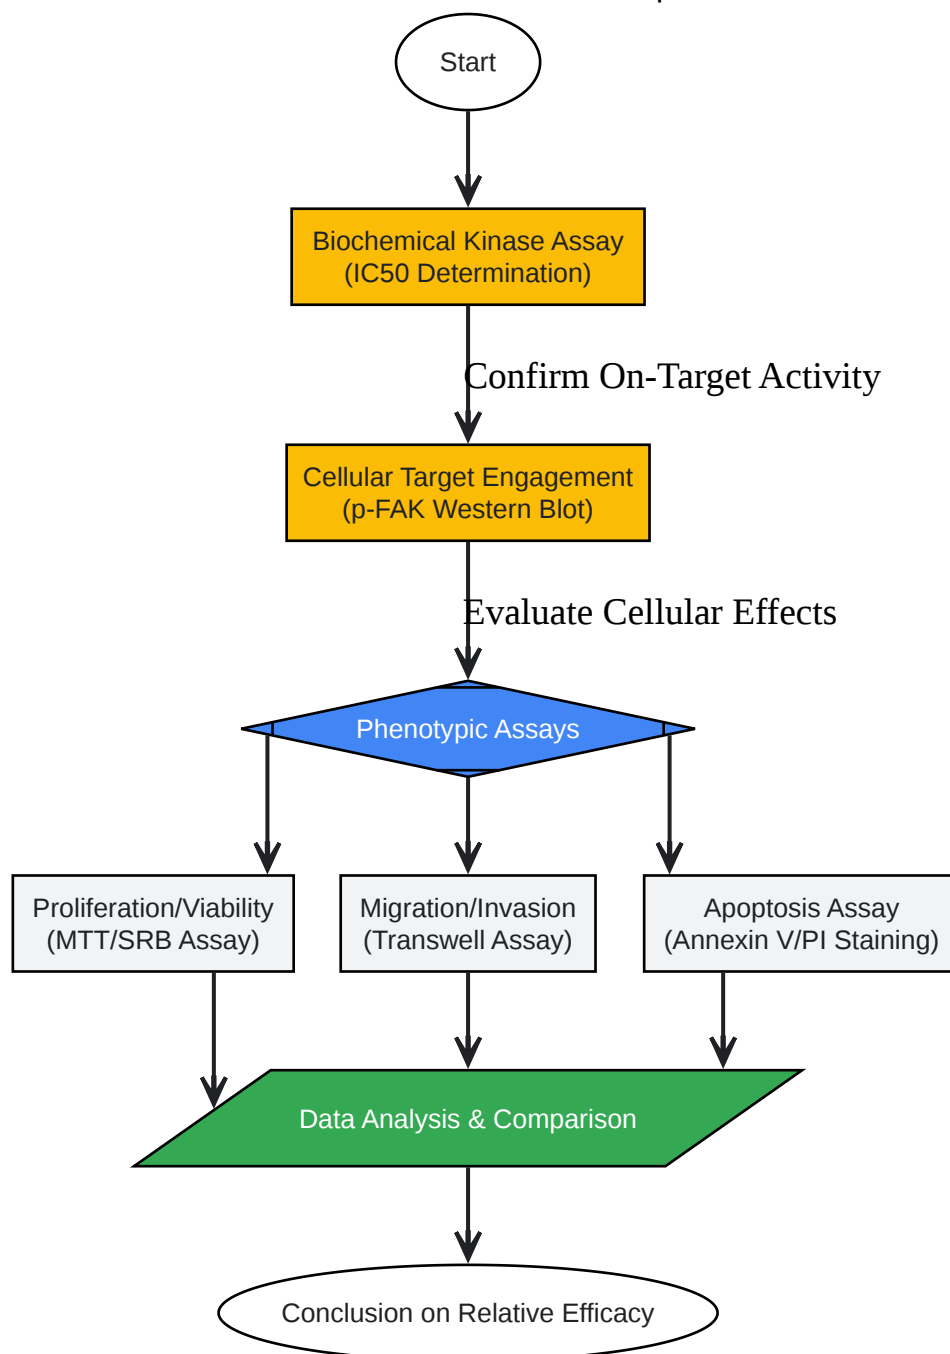 Start
Biochemical Kinase Assay
(IC50 Determination)
Confirm On-Target Activity
Cellular Target Engagement
(p-FAK Western Blot)
Evaluate Cellular Effects
Phenotypic Assays
Proliferation/Viability
(MTT/SRB Assay)
Migration/Invasion
(Transwell Assay)
Apoptosis Assay
(Annexin V/PI Staining)
Data Analysis & Comparison
Conclusion on Relative Efficacy